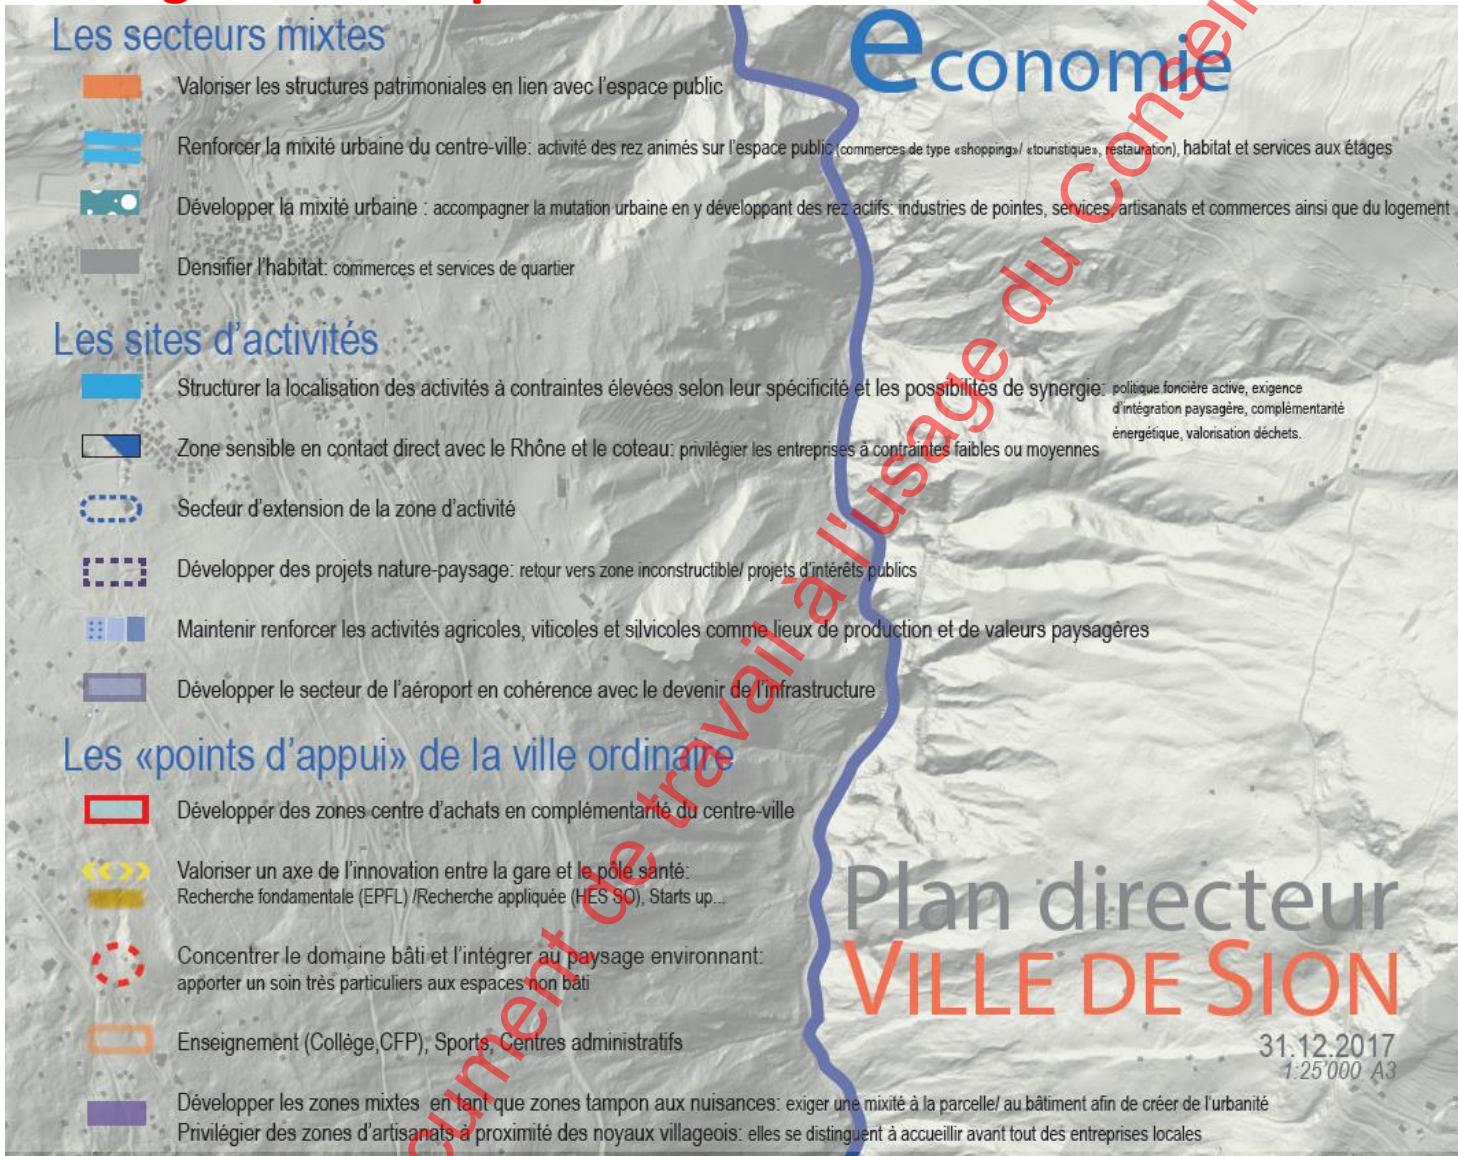 Les secteurs mixtes
economie
Valoriser les structures patrimoniales en lien avec l'espace public
Renforcer la mixité urbaine du centre-ville: activité des rez animés sur l'espace public (commerces de type «shopping»/ «touristique», restauration), habitat et services aux étages
Développer la mixité urbaine : accompagner la mutation urbaine en y développant des rez actifs: industries de pointes, services, artisanats et commerces ainsi que du logement
Densifier l'habitat: commerces et services de quartier
Les sites d'activités
Structurer la localisation des activités à contraintes élevées selon leur spécificité et les possibilités de synergie: politique foncière active, exigence
d'intégration paysagère, complémentarité
énergétique, valorisation déchets.
Zone sensible en contact direct avec le Rhône et le coteau: privilégier les entreprises à contraintes faibles ou moyennes
Secteur d'extension de la zone d'activité
Développer des projets nature-paysage: retour vers zone inconstructible/ projets d'intérêts publics
Maintenir renforcer les activités agricoles, viticoles et silvicoles comme lieux de production et de valeurs paysagères
Développer le secteur de l'aéroport en cohérence avec le devenir de l'infrastructure
Les «points d'appui» de la ville ordinaire
Développer des zones centre d'achats en complémentarité du centre-ville
Valoriser un axe de l'innovation entre la gare et le pôle santé:
Recherche fondamentale (EPFL) /Recherche appliquée (HES SO), Starts up...
Concentrer le domaine bâti et l'intégrer au paysage environnant:
apporter un soin très particuliers aux espaces non bâti
Enseignement (Collège,CFP), Sports, Centres administratifs
Développer les zones mixtes en tant que zones tampon aux nuisances: exiger une mixité à la parcelle/ au bâtiment afin de créer de l'urbanité
Privilégier des zones d'artisanats à proximité des noyaux villageois: elles se distinguent à accueillir avant tout des entreprises locales
Plan directeur
VILLE DE SION
31.12.2017
1:25'000 A3
cument de travail à l'usage du Conseil